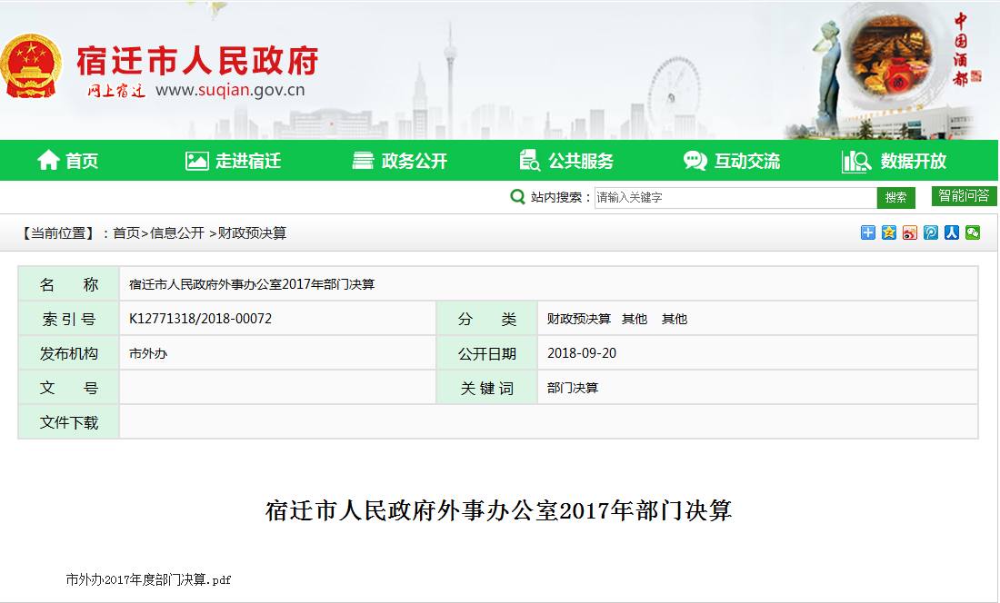 宿迁市人民政府
网上宿迁 www.suqian.gov.cn
中国酒都
酒
首页 走进宿迁 政务公开 公共服务 互动交流 数据开放
站内搜索： 请输入关键字 搜索 智能问答
【当前位置】：首页>信息公开 >财政预决算
名 称 宿迁市人民政府外事办公室2017年部门决算
索 引 号 K12771318/2018-00072 分 类 财政预决算 其他 其他
发布机构 市外办 公开日期 2018-09-20
文 号 关 键 词 部门决算
文件下载
宿迁市人民政府外事办公室2017年部门决算
市外办2017年度部门决算.pdf